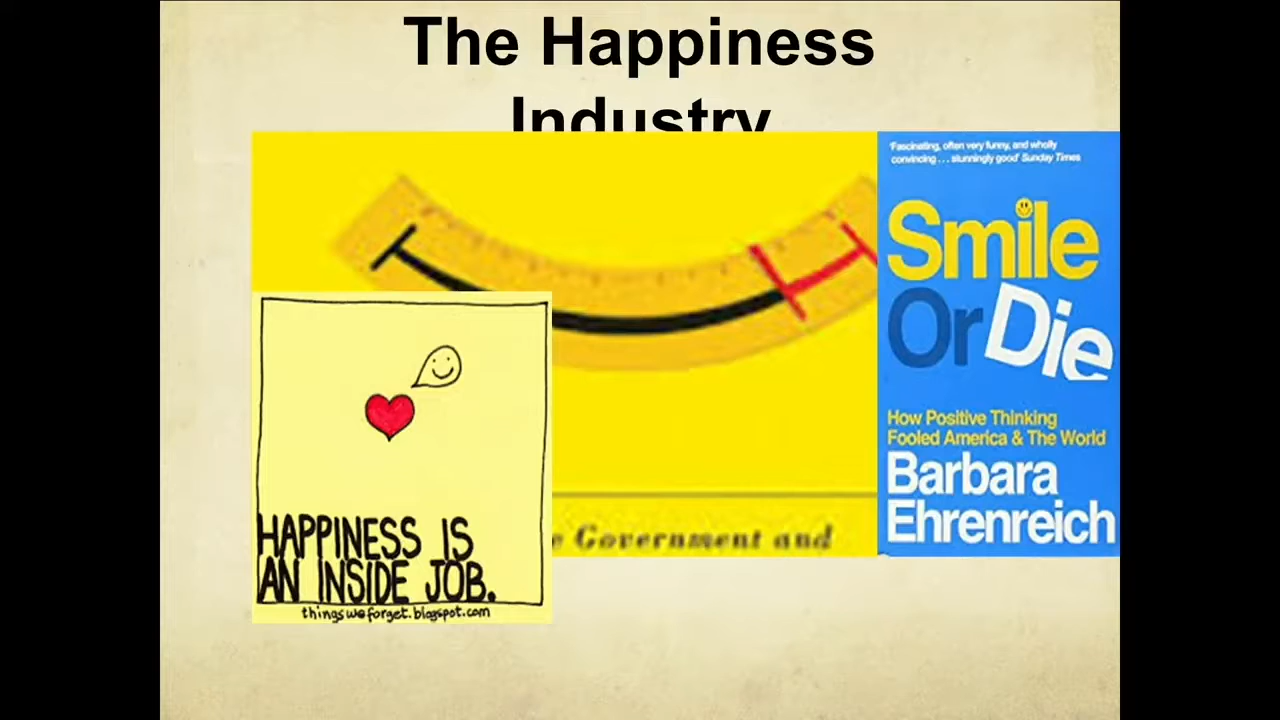 The Happiness
Industry
'Fascinating, often very funny, and wholly
convincing . . . stunningly good' Sunday Times
Smile
Or Die
How Positive Thinking
Fooled America & The World
Barbara
Ehrenreich
Government and
HAPPINESS IS
AN INSIDE JOB.
thingsweforget.blogspot.com